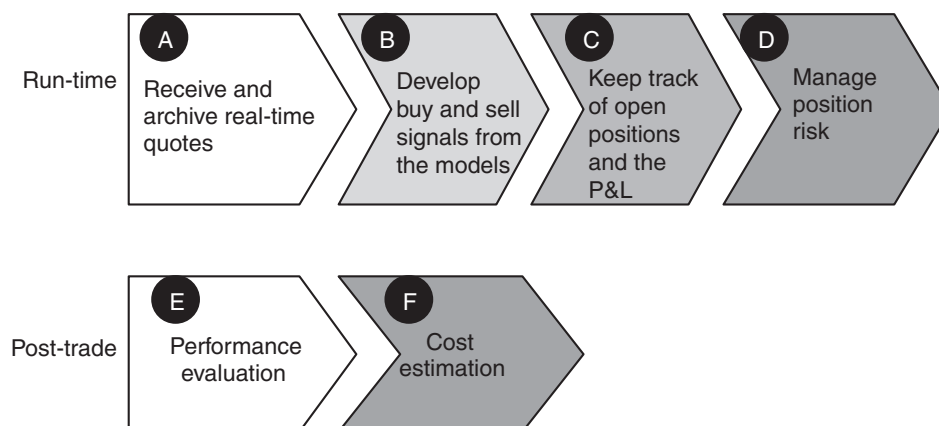 Run-time
A
Receive and
archive real-time
quotes
B
Develop
buy and sell
signals from
the models
C
Keep track
of open
positions
and the
P&L
D
Manage
position
risk
Post-trade
E
Performance
evaluation
F
Cost
estimation